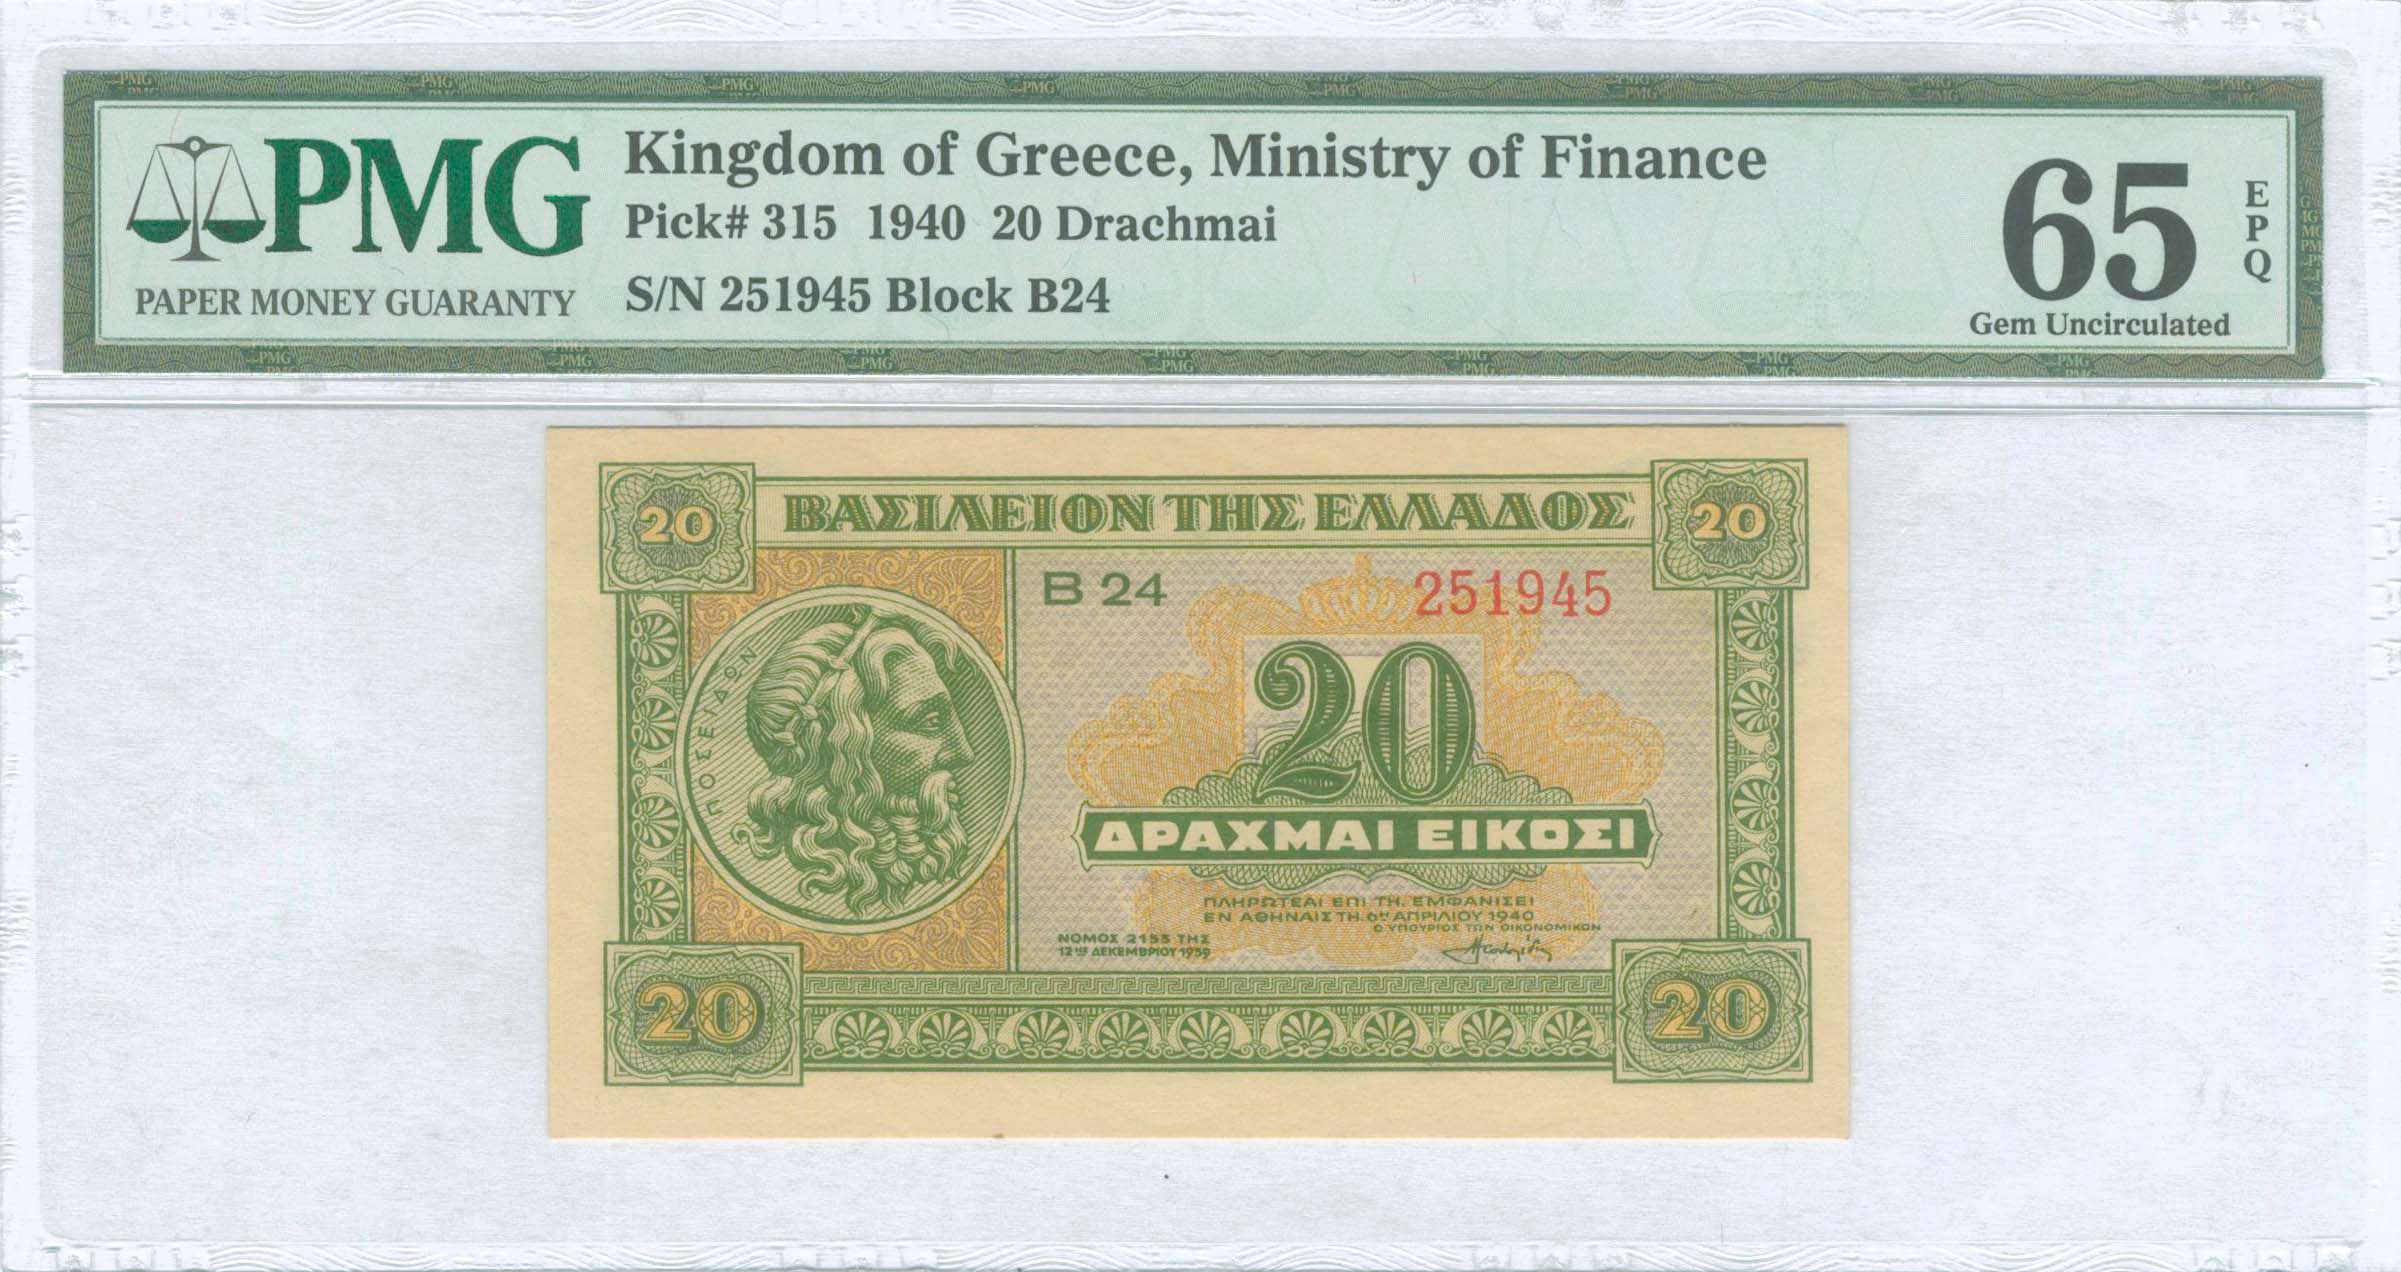 PMG
PAPER MONEY GUARANTY
Kingdom of Greece, Ministry of Finance
Pick# 315 1940 20 Drachmai
S/N 251945 Block B24
65
EPQ
Gem Uncirculated
20
ΒΑΣΙΛΕΙΟΝ ΤΗΣ ΕΛΛΑΔΟΣ
20
Β 24
251945
ΠΟΣΕΙΔΩΝ
20
ΔΡΑΧΜΑΙ ΕΙΚΟΣΙ
ΠΛΗΡΩΤΕΑΙ ΕΠΙ ΤΗ. ΕΜΦΑΝΙΣΕΙ
ΕΝ ΑΘΗΝΑΙΣ ΤΗ. 6ῃ ΑΠΡΙΛΙΟΥ 1940
Ο ΥΠΟΥΡΓΟΣ ΤΩΝ ΟΙΚΟΝΟΜΙΚΩΝ
ΝΟΜΟΣ 2153 ΤΗΣ
12ΗΣ ΔΕΚΕΜΒΡΙΟΥ 1939
20
20